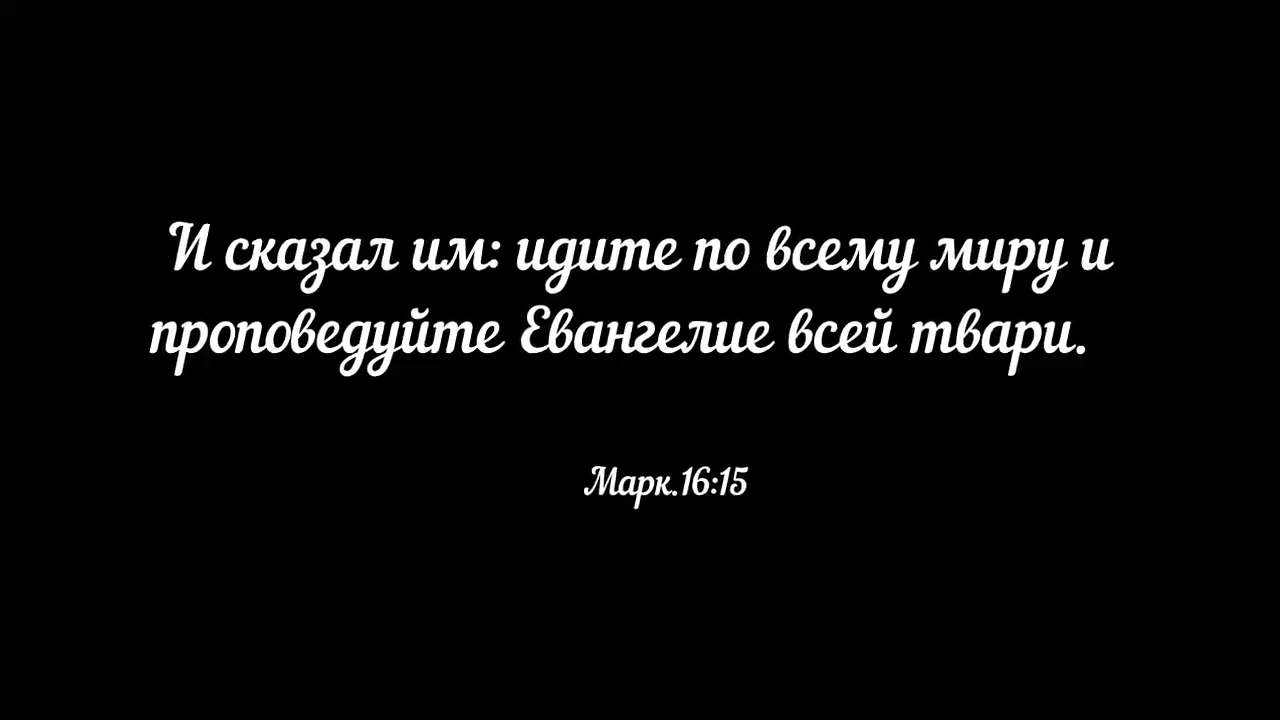 И сказал им: идите по всему миру и
проповедуйте Евангелие всей твари.
Марк.16:15